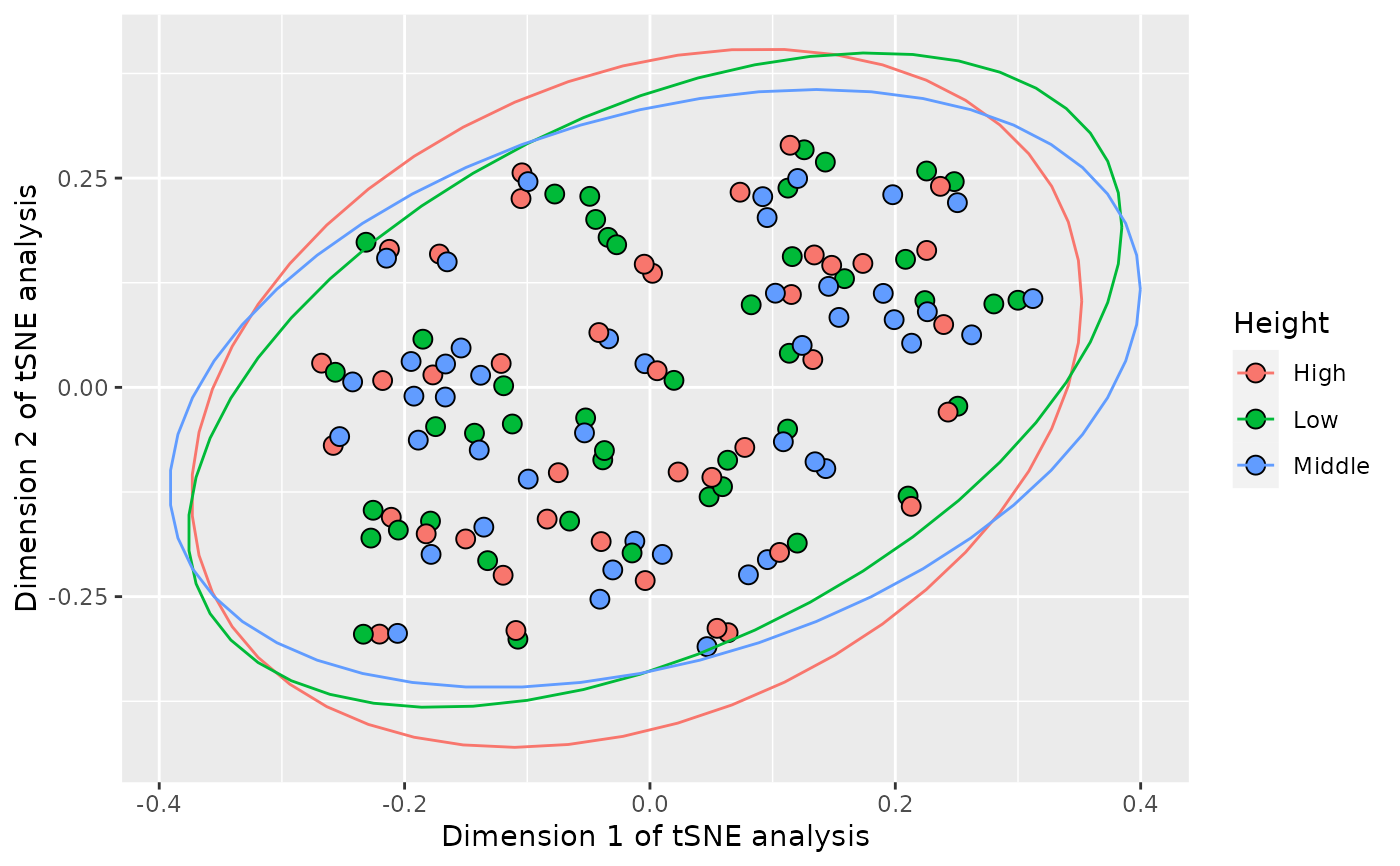 Dimension 2 of tSNE analysis
0.25
0.00
-0.25
-0.4
-0.2
0.0
0.2
0.4
Dimension 1 of tSNE analysis
Height
High
Low
Middle